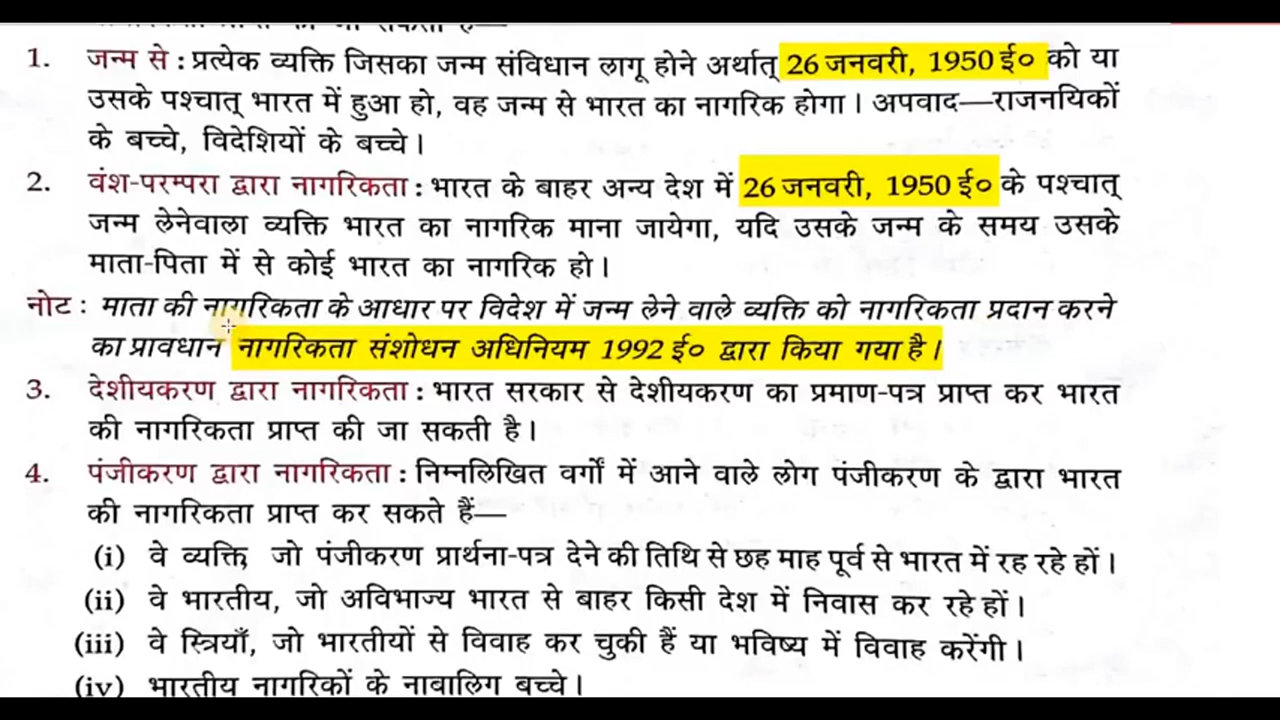 1. जन्म से : प्रत्येक व्यक्ति जिसका जन्म संविधान लागू होने अर्थात् 26 जनवरी, 1950 ई० को या
उसके पश्चात् भारत में हुआ हो, वह जन्म से भारत का नागरिक होगा। अपवाद—राजनयिकों
के बच्चे, विदेशियों के बच्चे।
2. वंश-परम्परा द्वारा नागरिकता : भारत के बाहर अन्य देश में 26 जनवरी, 1950 ई० के पश्चात्
जन्म लेनेवाला व्यक्ति भारत का नागरिक माना जायेगा, यदि उसके जन्म के समय उसके
माता-पिता में से कोई भारत का नागरिक हो।
नोट : माता की नागरिकता के आधार पर विदेश में जन्म लेने वाले व्यक्ति को नागरिकता प्रदान करने
का प्रावधान नागरिकता संशोधन अधिनियम 1992 ई० द्वारा किया गया है।
3. देशीयकरण द्वारा नागरिकता : भारत सरकार से देशीयकरण का प्रमाण-पत्र प्राप्त कर भारत
की नागरिकता प्राप्त की जा सकती है।
4. पंजीकरण द्वारा नागरिकता : निम्नलिखित वर्गों में आने वाले लोग पंजीकरण के द्वारा भारत
की नागरिकता प्राप्त कर सकते हैं—
(i) वे व्यक्ति, जो पंजीकरण प्रार्थना-पत्र देने की तिथि से छह माह पूर्व से भारत में रह रहे हों।
(ii) वे भारतीय, जो अविभाज्य भारत से बाहर किसी देश में निवास कर रहे हों।
(iii) वे स्त्रियाँ, जो भारतीयों से विवाह कर चुकी हैं या भविष्य में विवाह करेंगी।
(iv) भारतीय नागरिकों के नाबालिग बच्चे।